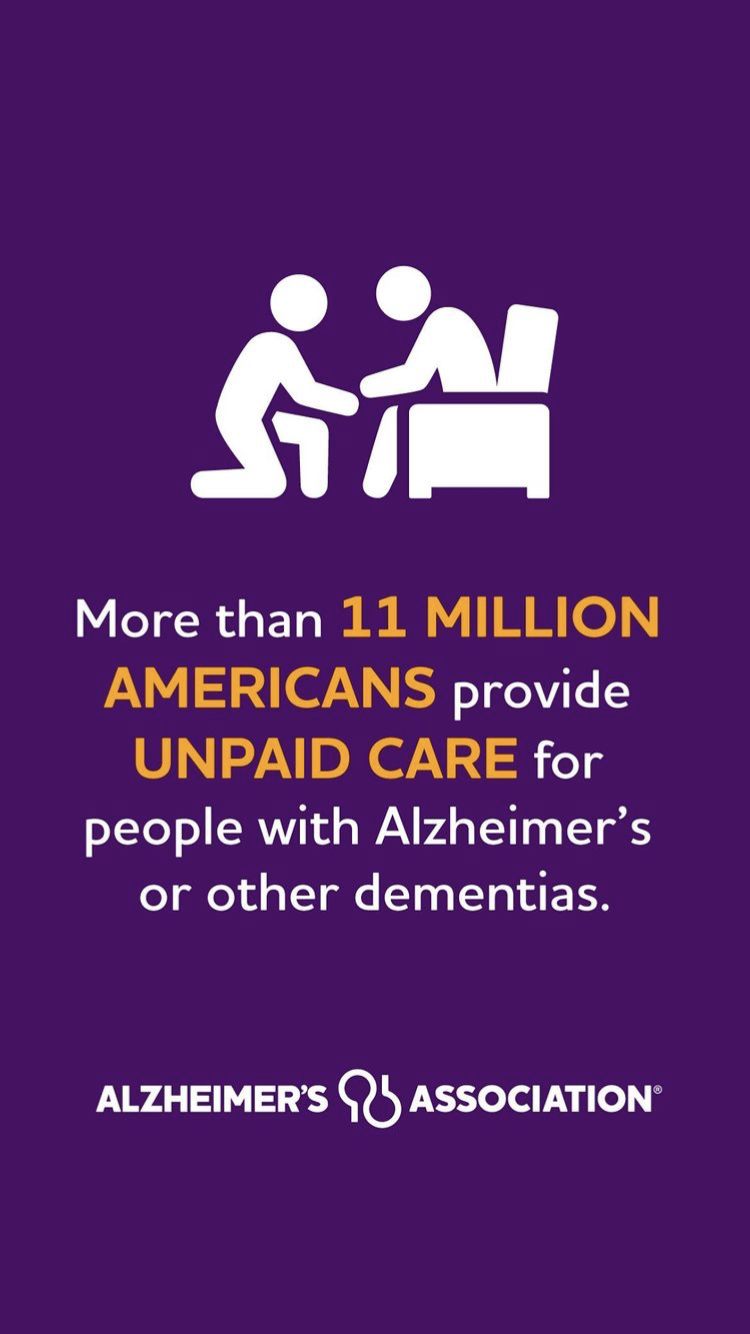 More than 11 MILLION
AMERICANS provide
UNPAID CARE for
people with Alzheimer’s
or other dementias.
ALZHEIMER’S ASSOCIATION®